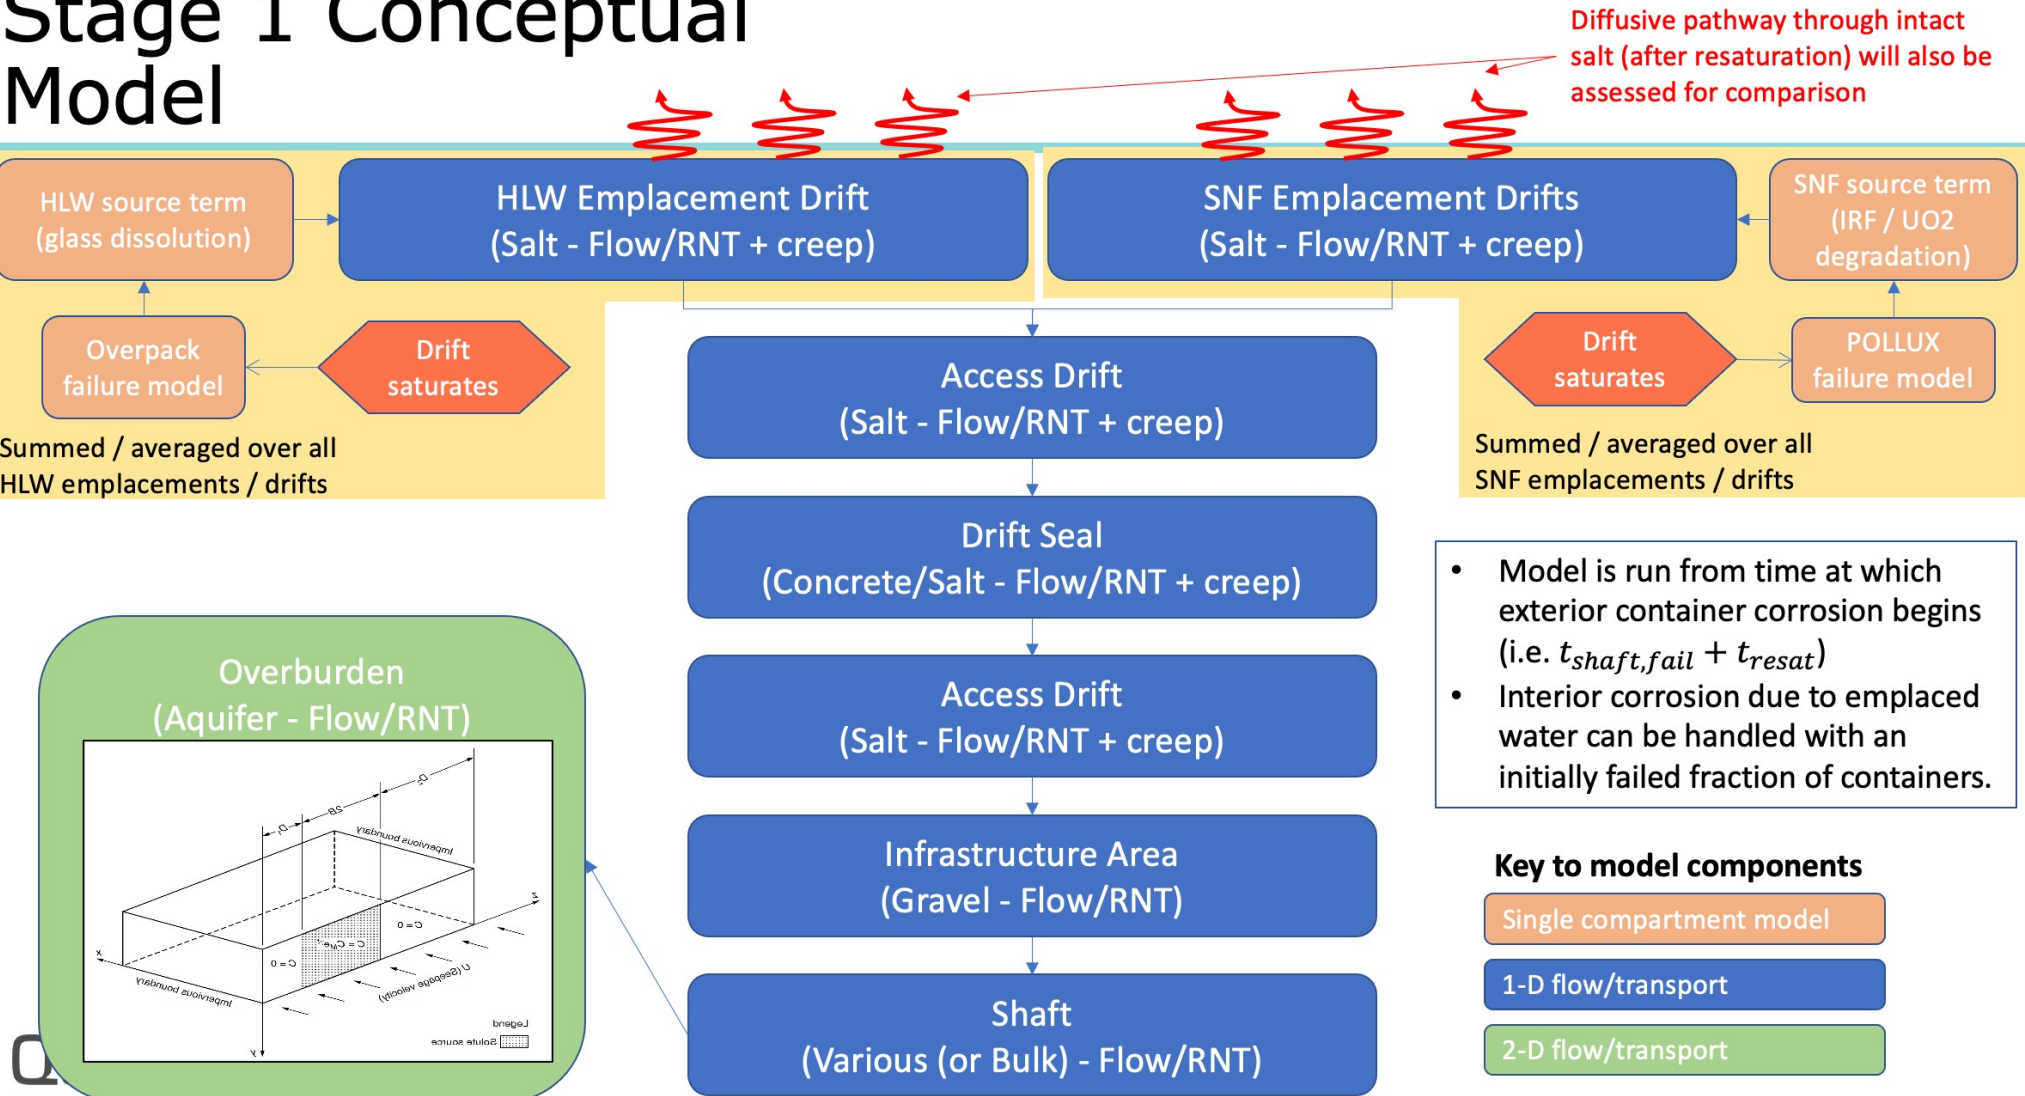 Stage 1 Conceptual
Model
Diffusive pathway through intact
salt (after resaturation) will also be
assessed for comparison
HLW source term
(glass dissolution)
HLW Emplacement Drift
(Salt - Flow/RNT + creep)
SNF Emplacement Drifts
(Salt - Flow/RNT + creep)
SNF source term
(IRF / UO2
degradation)
Overpack
failure model
Drift
saturates
Drift
saturates
POLLUX
failure model
Summed / averaged over all
HLW emplacements / drifts
Summed / averaged over all
SNF emplacements / drifts
Access Drift
(Salt - Flow/RNT + creep)
Drift Seal
(Concrete/Salt - Flow/RNT + creep)
Access Drift
(Salt - Flow/RNT + creep)
Infrastructure Area
(Gravel - Flow/RNT)
Shaft
(Various (or Bulk) - Flow/RNT)
Overburden
(Aquifer - Flow/RNT)
2B
Impervious boundary
z
C = 0
C = 0
x
Impervious boundary
U (Seepage velocity)
y
Legend
Solute source
• Model is run from time at which
exterior container corrosion begins
(i.e. t_shaft,fail + t_resat)
• Interior corrosion due to emplaced
water can be handled with an
initially failed fraction of containers.
Key to model components
Single compartment model
1-D flow/transport
2-D flow/transport